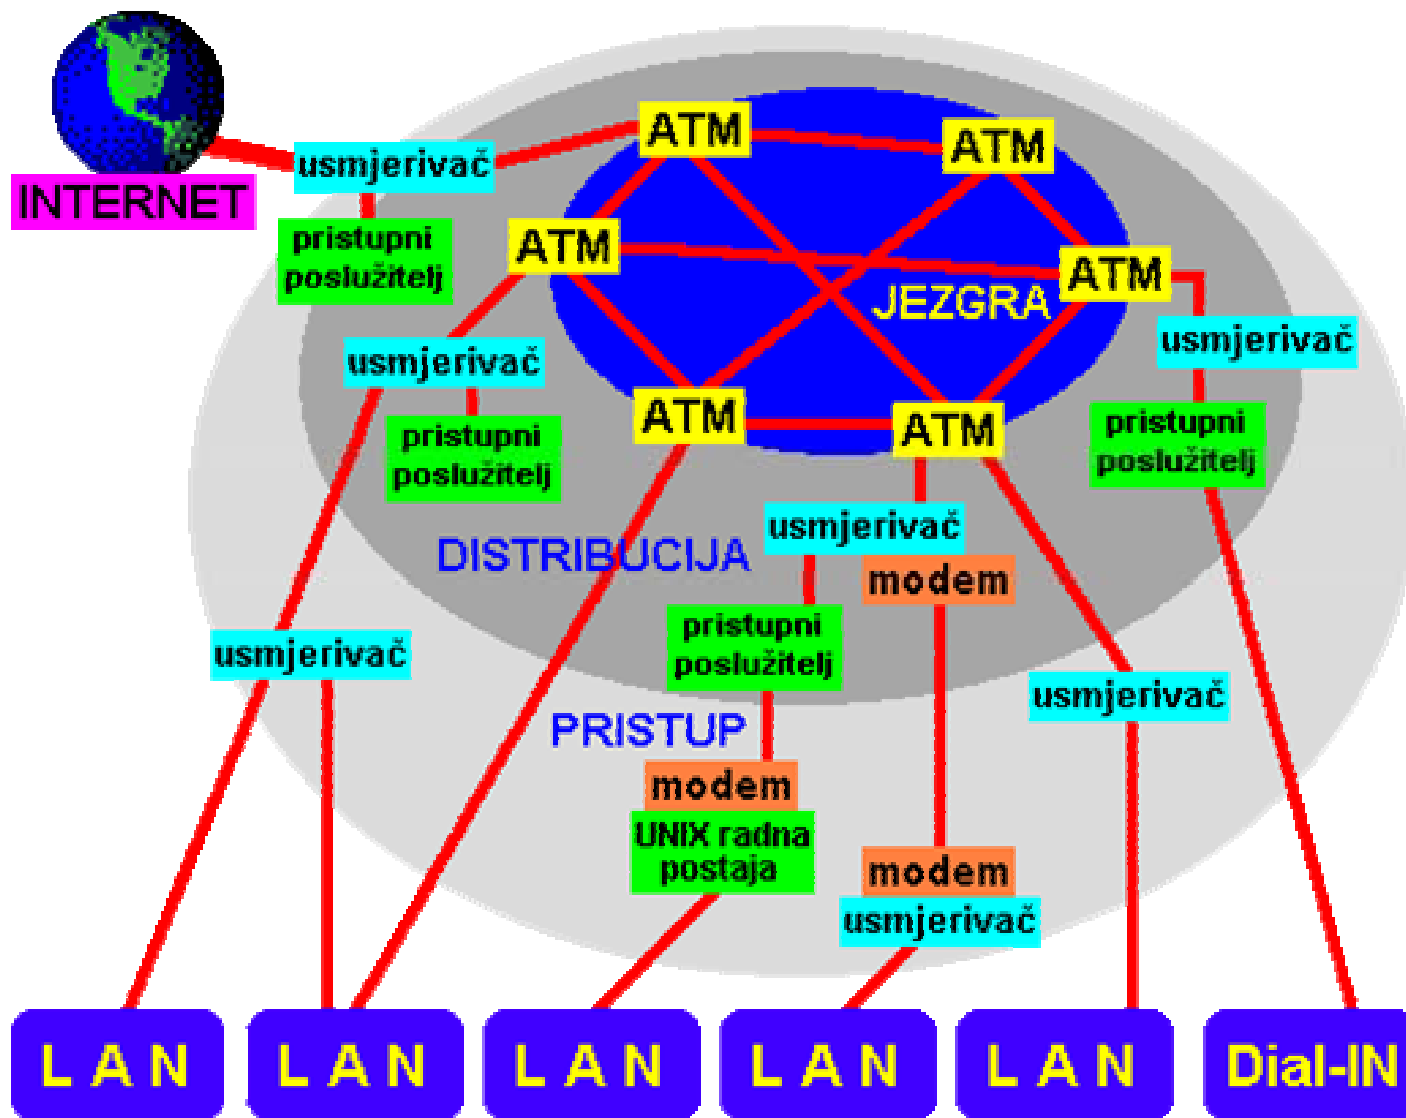 ATM
ATM
usmjerivač
INTERNET
pristupni
poslužitelj
ATM
ATM
JEZGRA
usmjerivač
usmjerivač
ATM
ATM
pristupni
poslužitelj
pristupni
poslužitelj
usmjerivač
DISTRIBUCIJA
modem
pristupni
poslužitelj
usmjerivač
usmjerivač
PRISTUP
modem
UNIX radna
postaja
modem
usmjerivač
LAN
LAN
LAN
LAN
LAN
Dial-IN